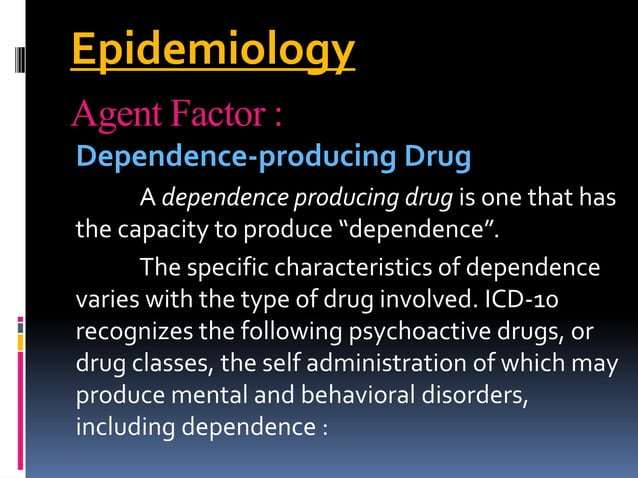 Epidemiology
Agent Factor :
Dependence-producing Drug
A dependence producing drug is one that has
the capacity to produce “dependence”.
The specific characteristics of dependence
varies with the type of drug involved. ICD-10
recognizes the following psychoactive drugs, or
drug classes, the self administration of which may
produce mental and behavioral disorders,
including dependence :